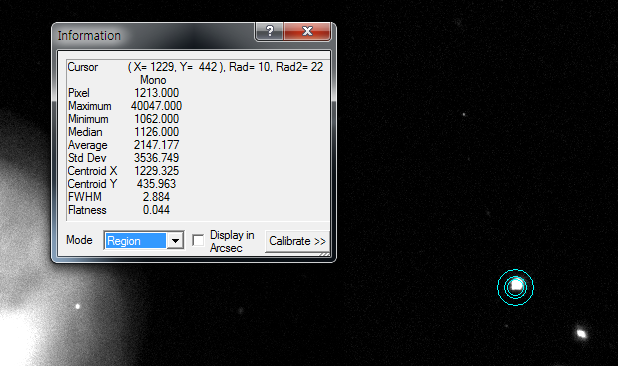 Information
?
X
Cursor ( X= 1229, Y= 442 ), Rad= 10, Rad2= 22
Mono
Pixel 1213.000
Maximum 40047.000
Minimum 1062.000
Median 1126.000
Average 2147.177
Std Dev 3536.749
Centroid X 1229.325
Centroid Y 435.963
FWHM 2.884
Flatness 0.044
Mode Region Display in Arcsec Calibrate >>